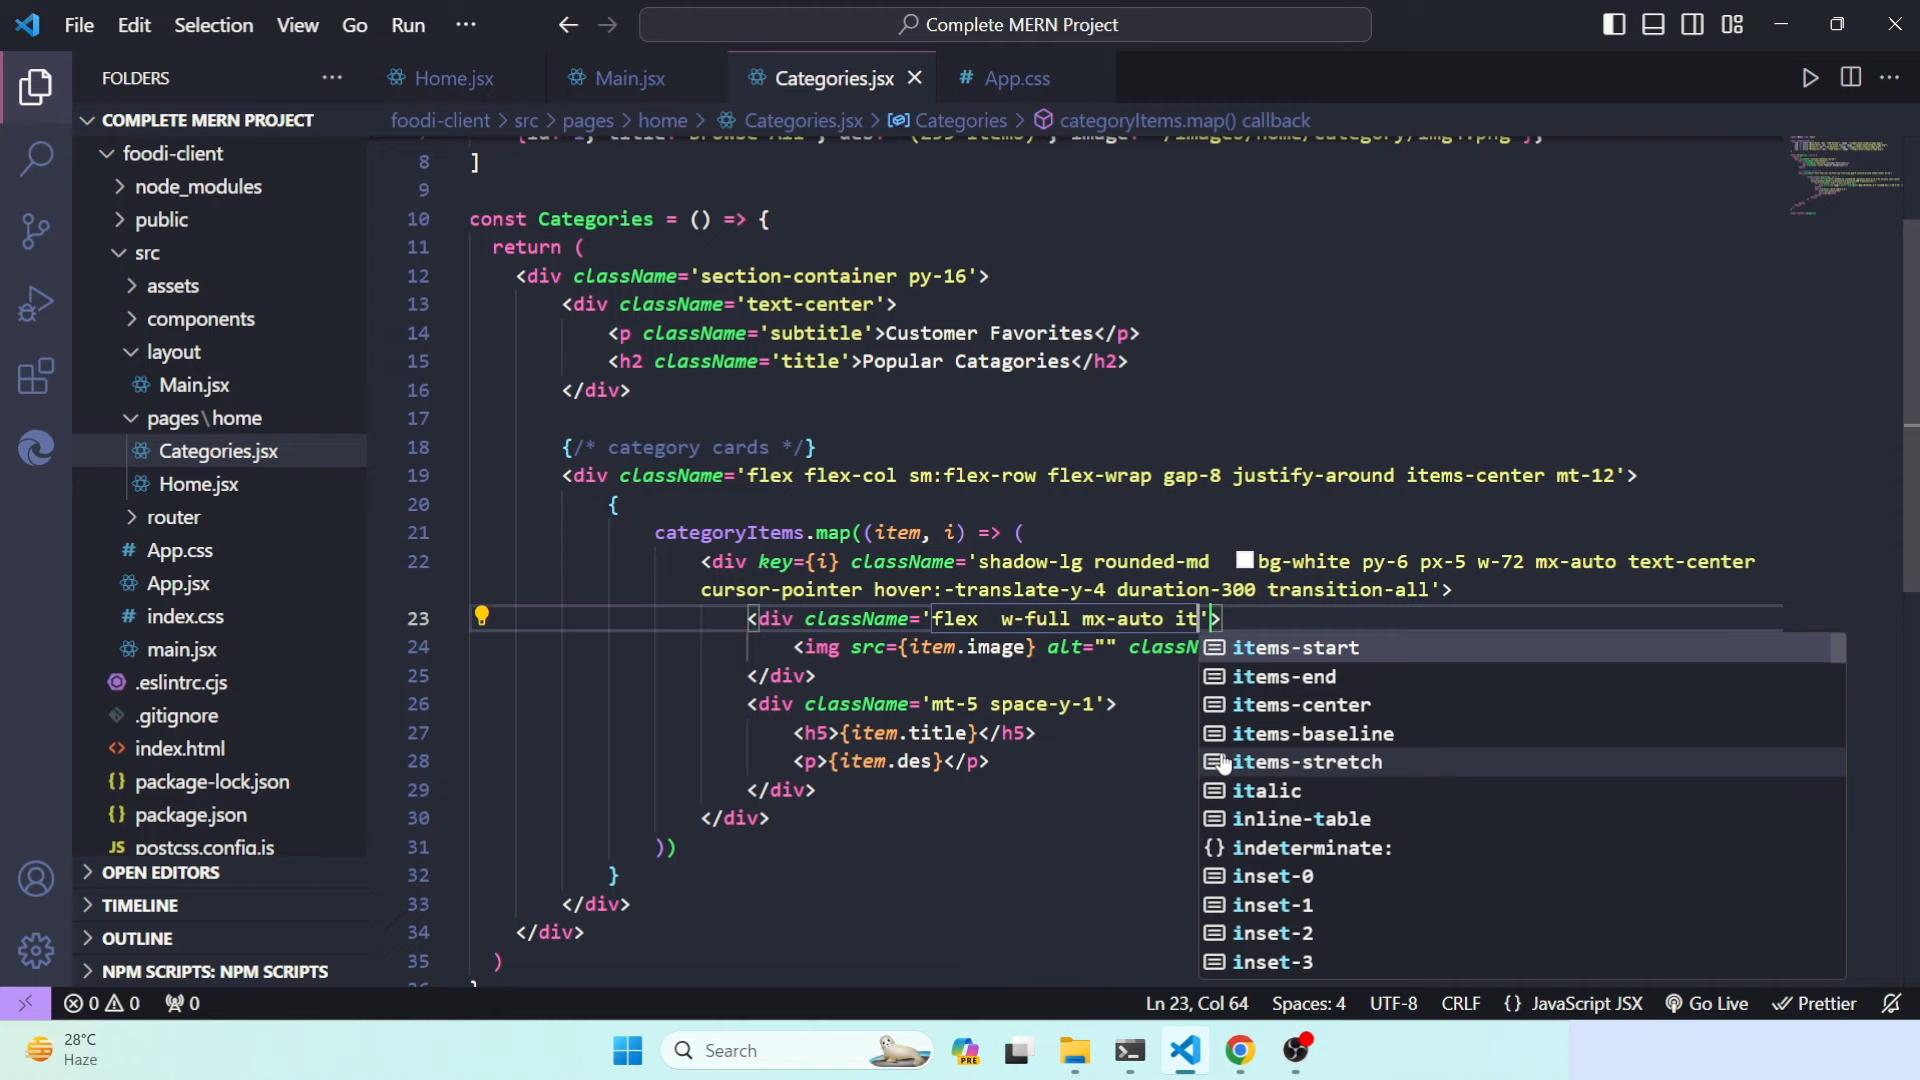 File Edit Selection View Go Run ···
Complete MERN Project
FOLDERS ···
Home.jsx
Main.jsx
Categories.jsx
# App.css
foodi-client > src > pages > home > Categories.jsx > Categories > categoryItems.map() callback
COMPLETE MERN PROJECT
foodi-client
node_modules
public
src
assets
components
layout
Main.jsx
pages\home
Categories.jsx
Home.jsx
router
# App.css
App.jsx
# index.css
main.jsx
.eslintrc.cjs
.gitignore
<> index.html
{} package-lock.json
{} package.json
JS postcss.config.js
OPEN EDITORS
TIMELINE
OUTLINE
NPM SCRIPTS: NPM SCRIPTS
8 ]
9
10 const Categories = () => {
11 return (
12 <div className='section-container py-16'>
13 <div className='text-center'>
14 <p className='subtitle'>Customer Favorites</p>
15 <h2 className='title'>Popular Catagories</h2>
16 </div>
17
18 {/* category cards */}
19 <div className='flex flex-col sm:flex-row flex-wrap gap-8 justify-around items-center mt-12'>
20 {
21 categoryItems.map((item, i) => (
22 <div key={i} className='shadow-lg rounded-md bg-white py-6 px-5 w-72 mx-auto text-center
cursor-pointer hover:-translate-y-4 duration-300 transition-all'>
23 <div className='flex  w-full mx-auto it'>
24 <img src={item.image} alt="" classN
25 </div>
26 <div className='mt-5 space-y-1'>
27 <h5>{item.title}</h5>
28 <p>{item.des}</p>
29 </div>
30 </div>
31 ))
32 }
33 </div>
34 </div>
35 )
items-start
items-end
items-center
items-baseline
items-stretch
italic
inline-table
{} indeterminate:
inset-0
inset-1
inset-2
inset-3
0 0 0
Ln 23, Col 64 Spaces: 4 UTF-8 CRLF {} JavaScript JSX Go Live Prettier
28°C
Haze
Search
PRE